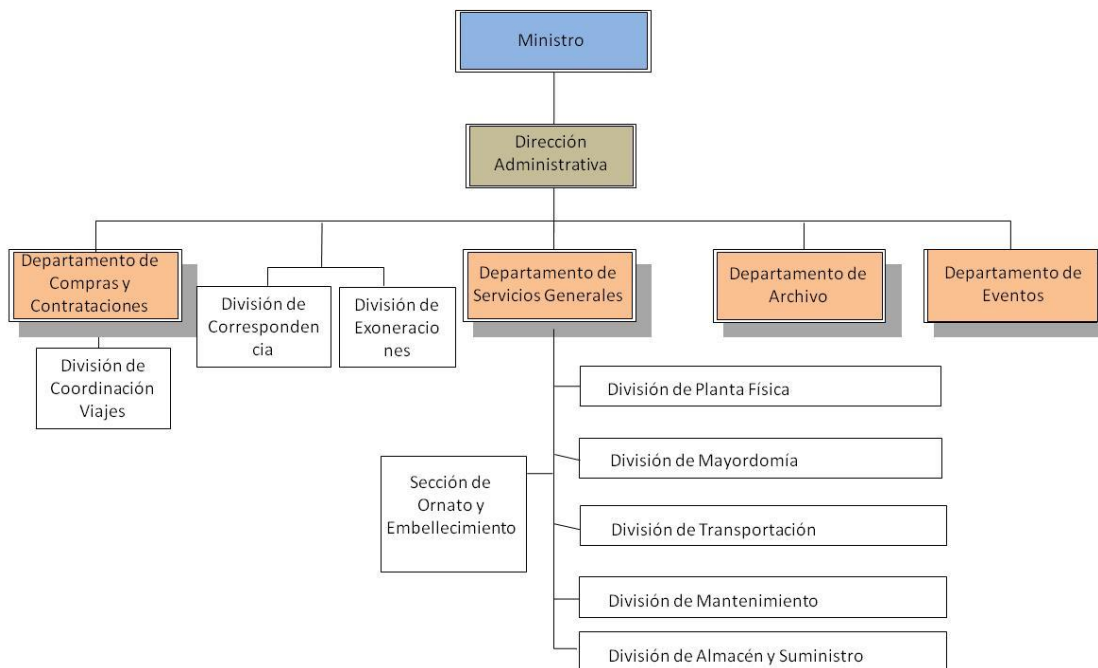 Ministro
Dirección
Administrativa
Departamento de
Compras y
Contrataciones
División de
Correspondên
cia
División de
Exoneracio
nes
Departamento de
Servicios Generales
Departamento de
Archivo
Departamento de
Eventos
División de
Coordinación
Viajes
División de Planta Física
División de Mayordomía
Sección de
Ornato y
Embellecimiento
División de Transportación
División de Mantenimiento
División de Almacén y Suministro